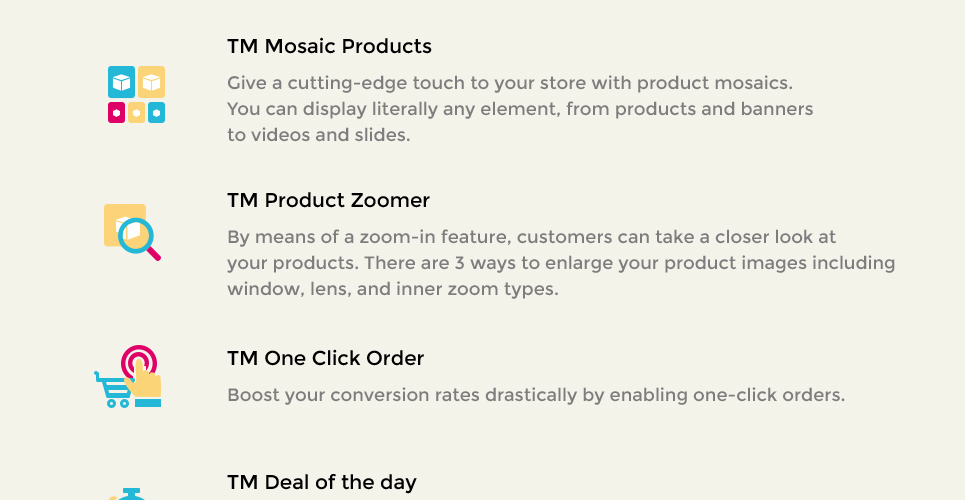 TM Mosaic Products
Give a cutting-edge touch to your store with product mosaics.
You can display literally any element, from products and banners
to videos and slides.
TM Product Zoomer
By means of a zoom-in feature, customers can take a closer look at
your products. There are 3 ways to enlarge your product images including
window, lens, and inner zoom types.
TM One Click Order
Boost your conversion rates drastically by enabling one-click orders.
TM Deal of the day